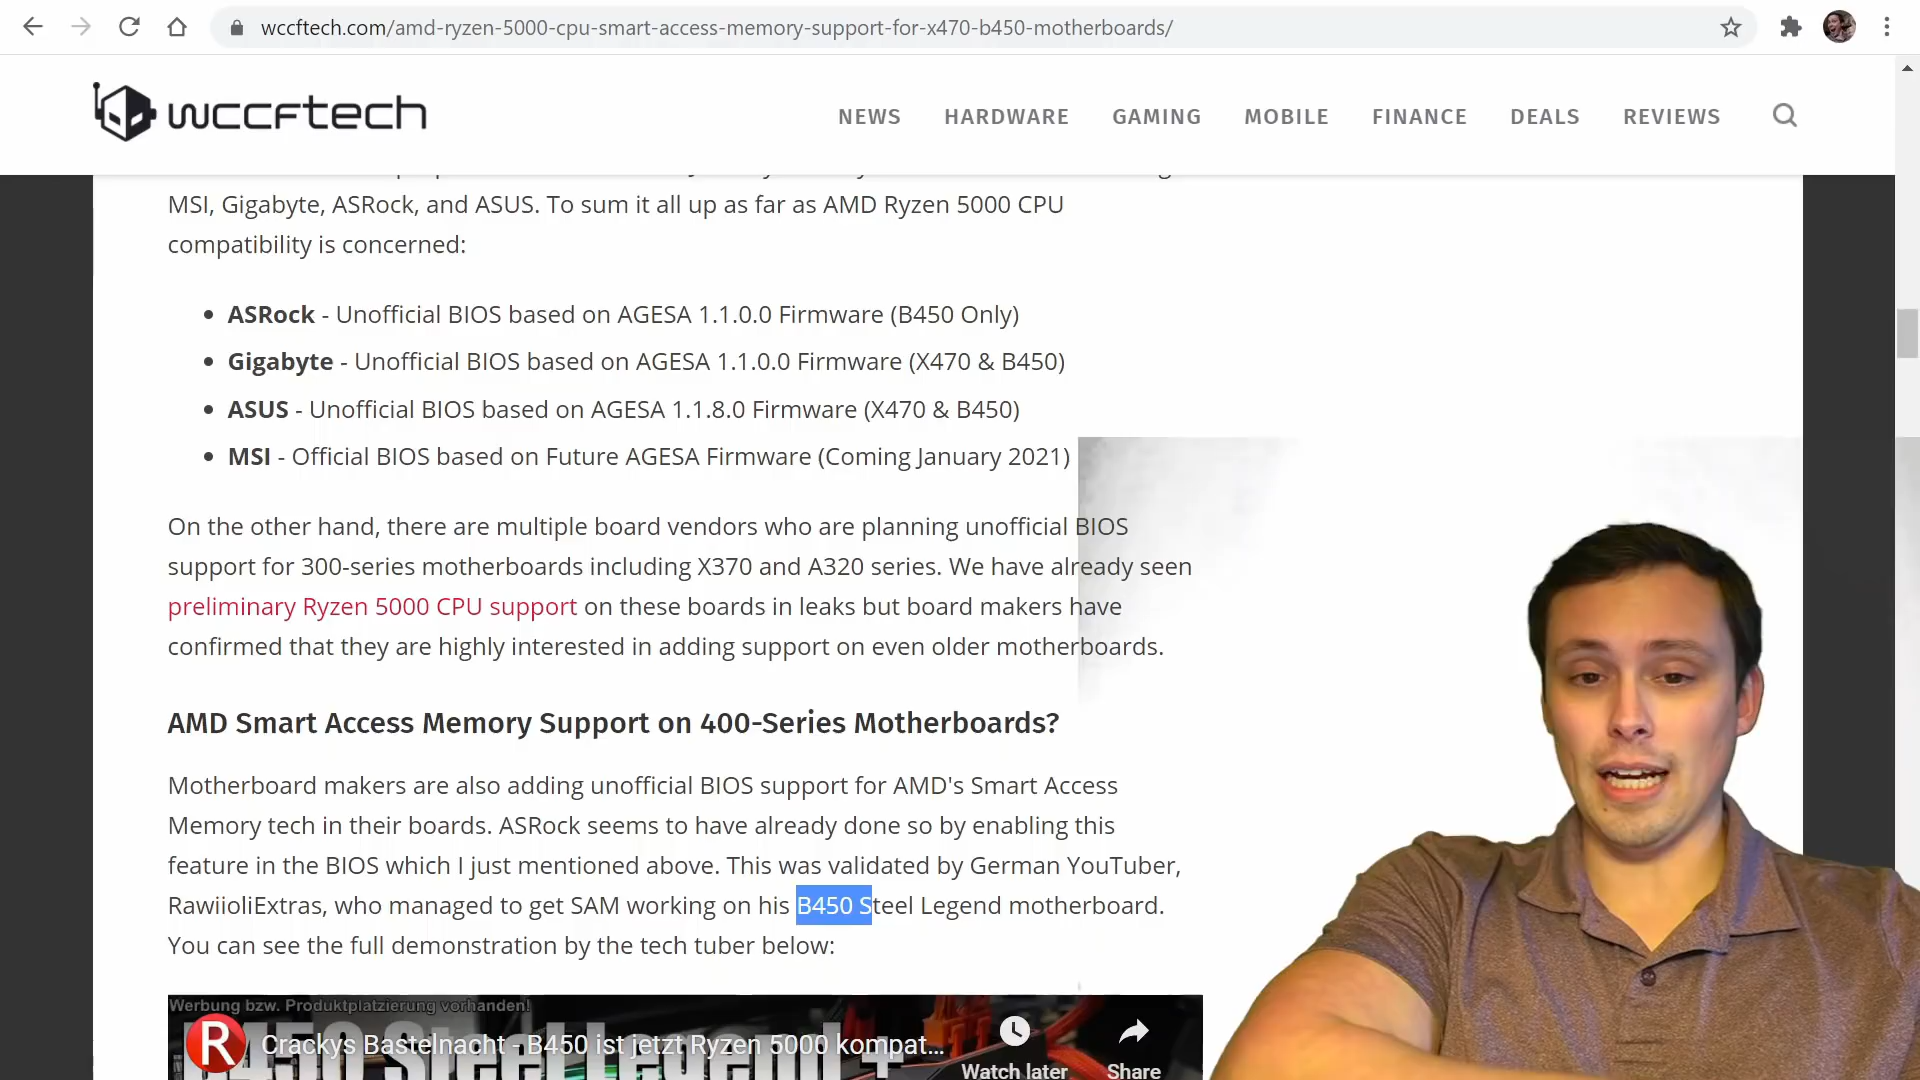 wccftech.com/amd-ryzen-5000-cpu-smart-access-memory-support-for-x470-b450-motherboards/
wccftech
NEWS HARDWARE GAMING MOBILE FINANCE DEALS REVIEWS
MSI, Gigabyte, ASRock, and ASUS. To sum it all up as far as AMD Ryzen 5000 CPU
compatibility is concerned:
• ASRock - Unofficial BIOS based on AGESA 1.1.0.0 Firmware (B450 Only)
• Gigabyte - Unofficial BIOS based on AGESA 1.1.0.0 Firmware (X470 & B450)
• ASUS - Unofficial BIOS based on AGESA 1.1.8.0 Firmware (X470 & B450)
• MSI - Official BIOS based on Future AGESA Firmware (Coming January 2021)
On the other hand, there are multiple board vendors who are planning unofficial BIOS
support for 300-series motherboards including X370 and A320 series. We have already seen
preliminary Ryzen 5000 CPU support on these boards in leaks but board makers have
confirmed that they are highly interested in adding support on even older motherboards.
AMD Smart Access Memory Support on 400-Series Motherboards?
Motherboard makers are also adding unofficial BIOS support for AMD's Smart Access
Memory tech in their boards. ASRock seems to have already done so by enabling this
feature in the BIOS which I just mentioned above. This was validated by German YouTuber,
RawiioliExtras, who managed to get SAM working on his B450 Steel Legend motherboard.
You can see the full demonstration by the tech tuber below:
Werbung bzw. Produktplatzierung vorhanden!
R
Crackys Bastelnacht - B450 ist jetzt Ryzen 5000 kompat...
B450 Steel Legend +
Watch later Share